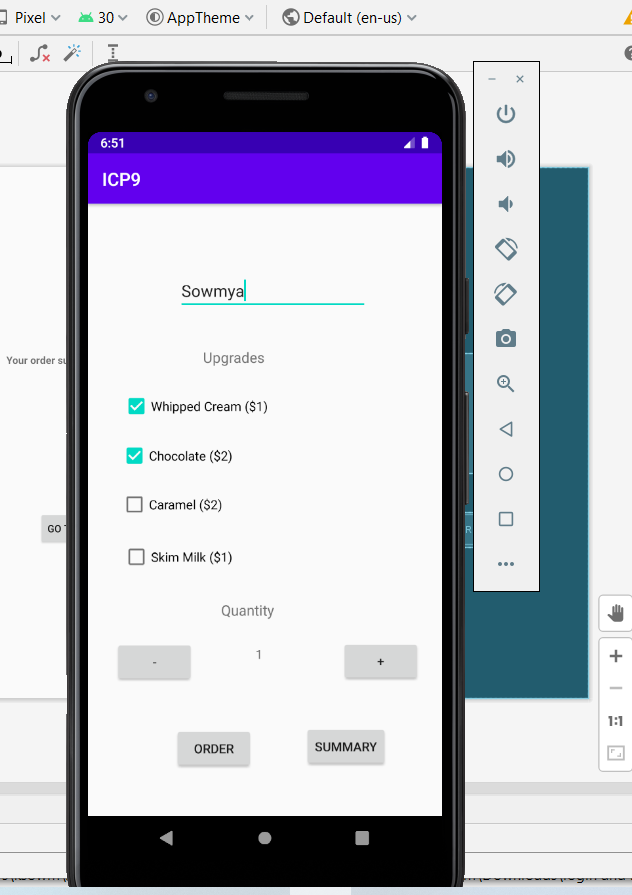 Pixel 30 AppTheme Default (en-us)
6:51
ICP9
Sowmya
Upgrades
Your order su
Whipped Cream ($1)
Chocolate ($2)
Caramel ($2)
GO
Skim Milk ($1)
Quantity
- 1 +
ORDER SUMMARY
1:1